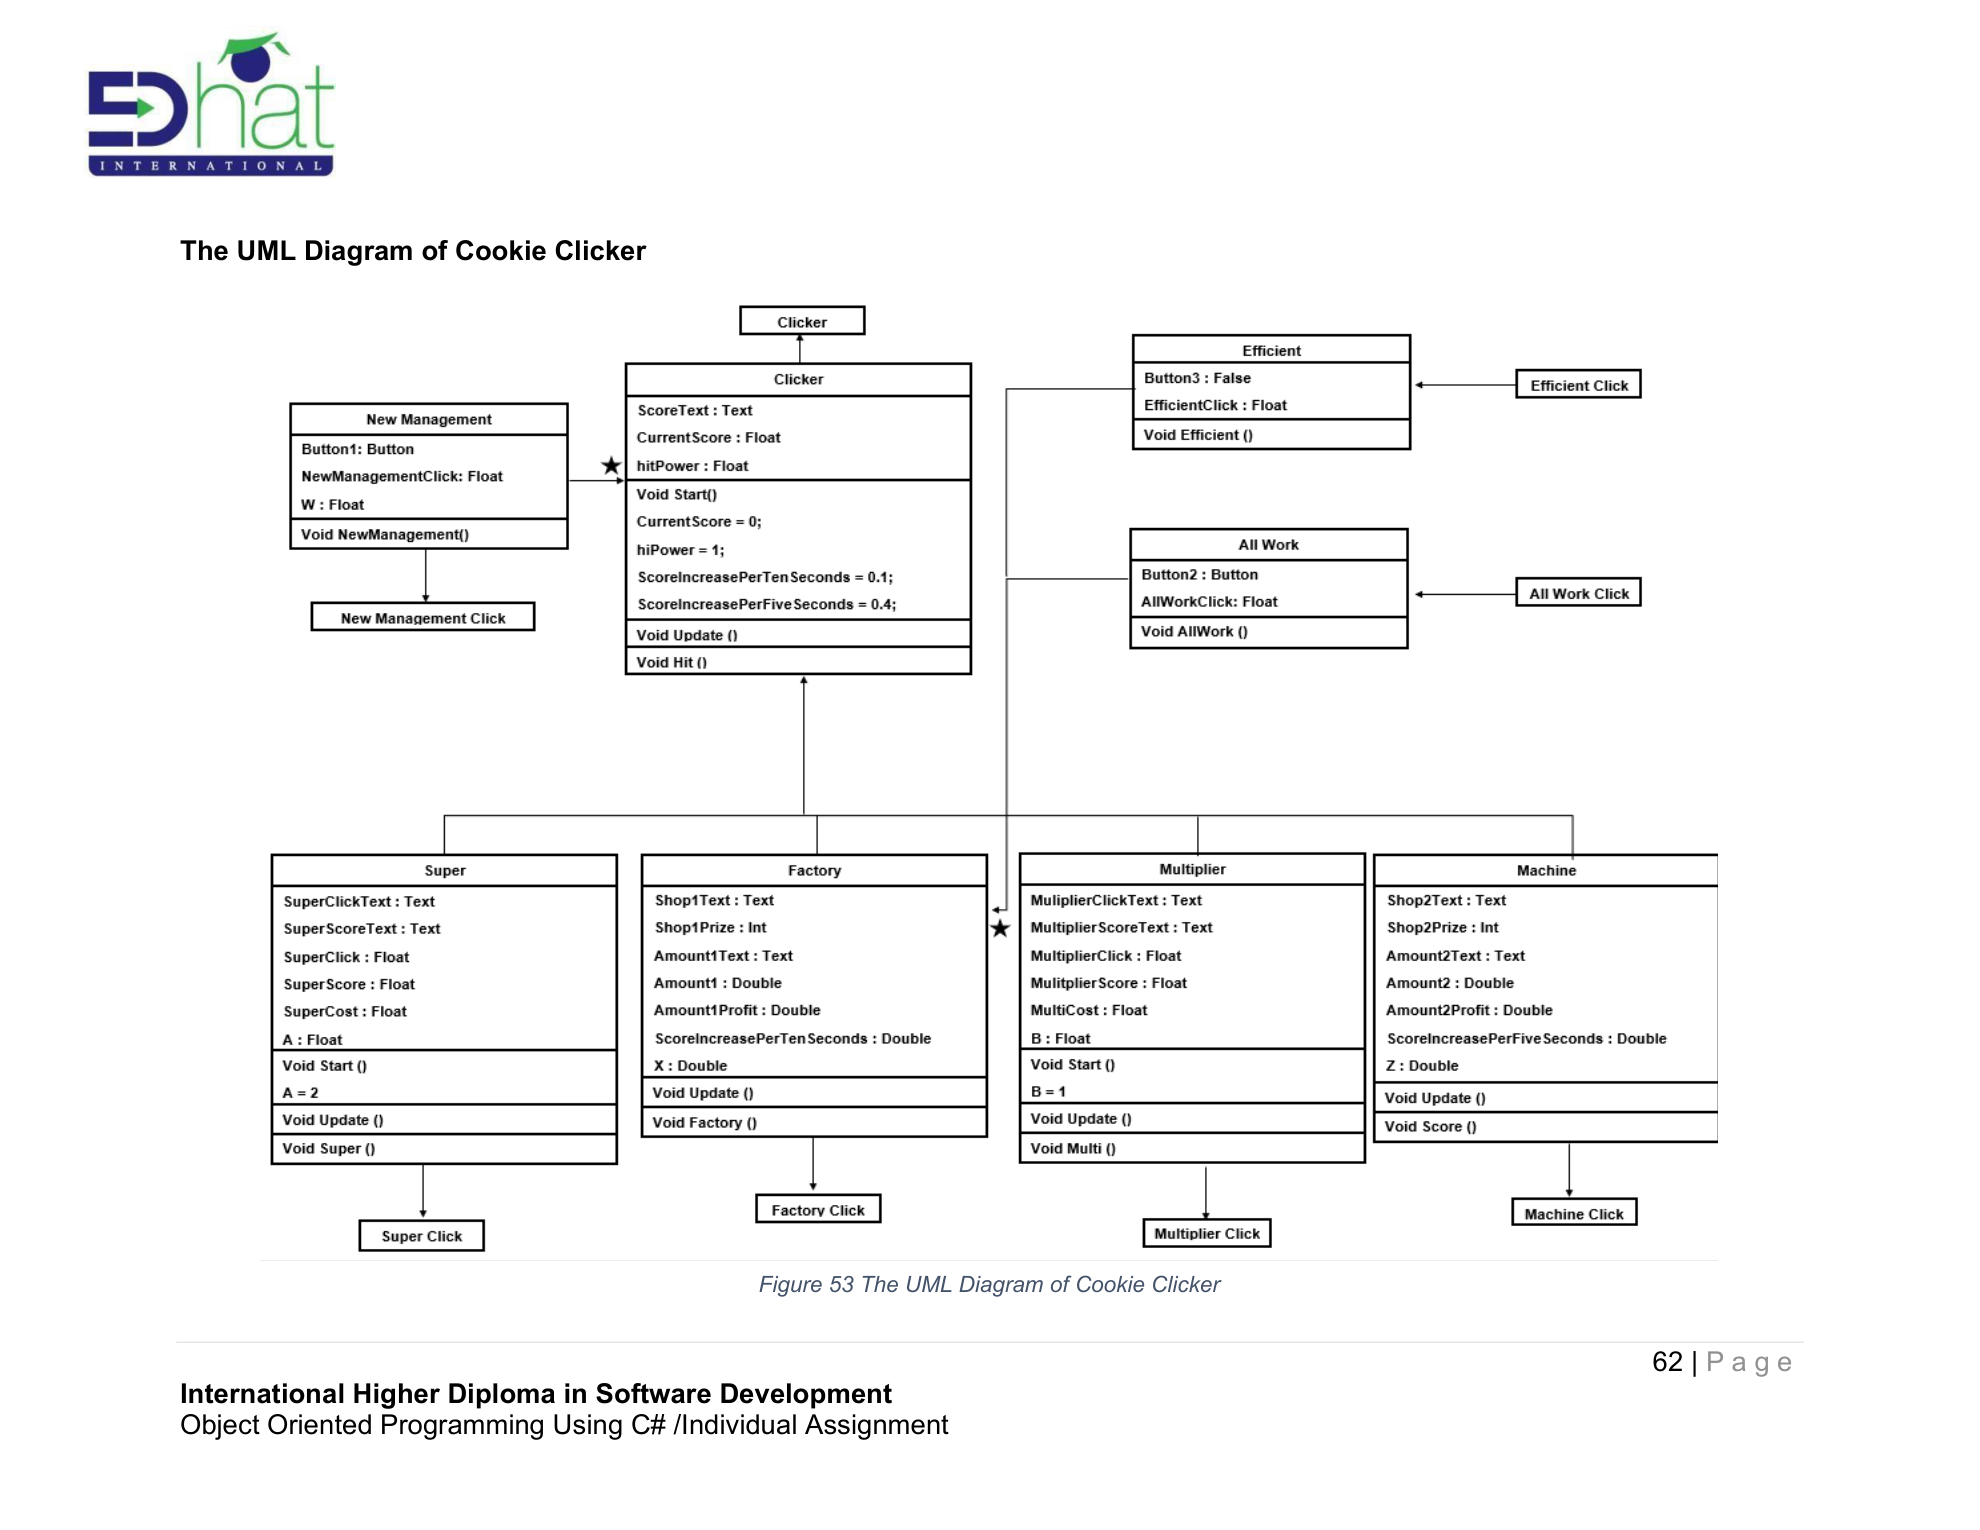 EDhat
INTERNATIONAL
The UML Diagram of Cookie Clicker
Clicker
Clicker
ScoreText : Text
CurrentScore : Float
hitPower : Float
Void Start()
CurrentScore = 0;
hiPower = 1;
ScoreIncreasePerTenSeconds = 0.1;
ScoreIncreasePerFiveSeconds = 0.4;
Void Update ()
Void Hit ()
New Management
Button1: Button
NewManagementClick: Float
W : Float
Void NewManagement()
New Management Click
Efficient
Button3 : False
EfficientClick : Float
Void Efficient ()
Efficient Click
All Work
Button2 : Button
AllWorkClick: Float
Void AllWork ()
All Work Click
Super
SuperClickText : Text
SuperScoreText : Text
SuperClick : Float
SuperScore : Float
SuperCost : Float
A : Float
Void Start ()
A = 2
Void Update ()
Void Super ()
Super Click
Factory
Shop1Text : Text
Shop1Prize : Int
Amount1Text : Text
Amount1 : Double
Amount1Profit : Double
ScoreIncreasePerTenSeconds : Double
X : Double
Void Update ()
Void Factory ()
Factory Click
Multiplier
MuliplierClickText : Text
MultiplierScoreText : Text
MultiplierClick : Float
MulitplierScore : Float
MultiCost : Float
B : Float
Void Start ()
B = 1
Void Update ()
Void Multi ()
Multiplier Click
Machine
Shop2Text : Text
Shop2Prize : Int
Amount2Text : Text
Amount2 : Double
Amount2Profit : Double
ScoreIncreasePerFiveSeconds : Double
Z : Double
Void Update ()
Void Score ()
Machine Click
Figure 53 The UML Diagram of Cookie Clicker
62 | Page
International Higher Diploma in Software Development
Object Oriented Programming Using C# /Individual Assignment